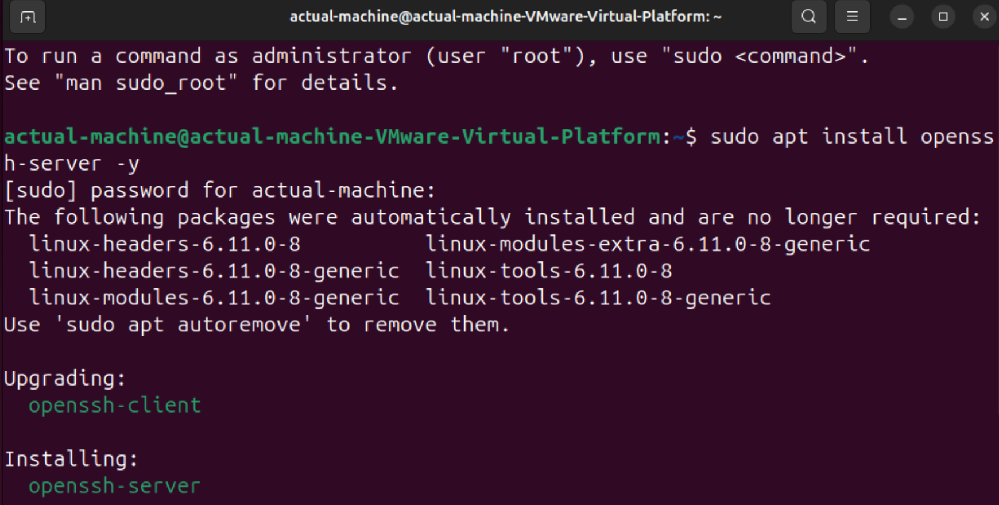 actual-machine@actual-machine-VMware-Virtual-Platform: ~
To run a command as administrator (user "root"), use "sudo <command>".
See "man sudo_root" for details.
actual-machine@actual-machine-VMware-Virtual-Platform:~$ sudo apt install openss
h-server -y
[sudo] password for actual-machine:
The following packages were automatically installed and are no longer required:
  linux-headers-6.11.0-8          linux-modules-extra-6.11.0-8-generic
  linux-headers-6.11.0-8-generic  linux-tools-6.11.0-8
  linux-modules-6.11.0-8-generic  linux-tools-6.11.0-8-generic
Use 'sudo apt autoremove' to remove them.
Upgrading:
  openssh-client
Installing:
  openssh-server